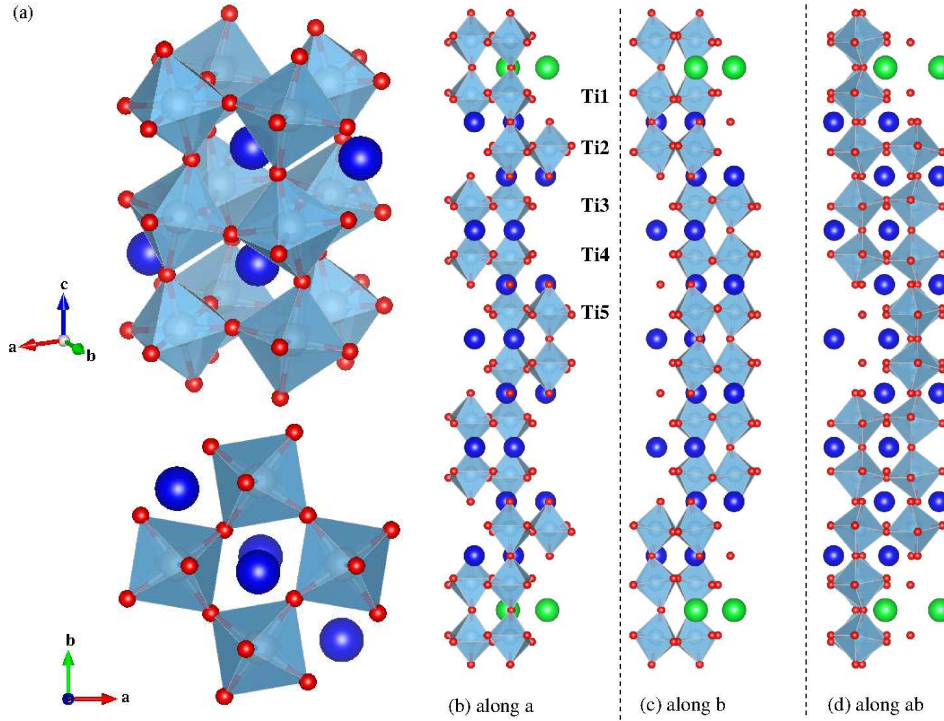 (a)
c
a
b
b
a
Ti1
Ti2
Ti3
Ti4
Ti5
(b) along a
(c) along b
(d) along ab